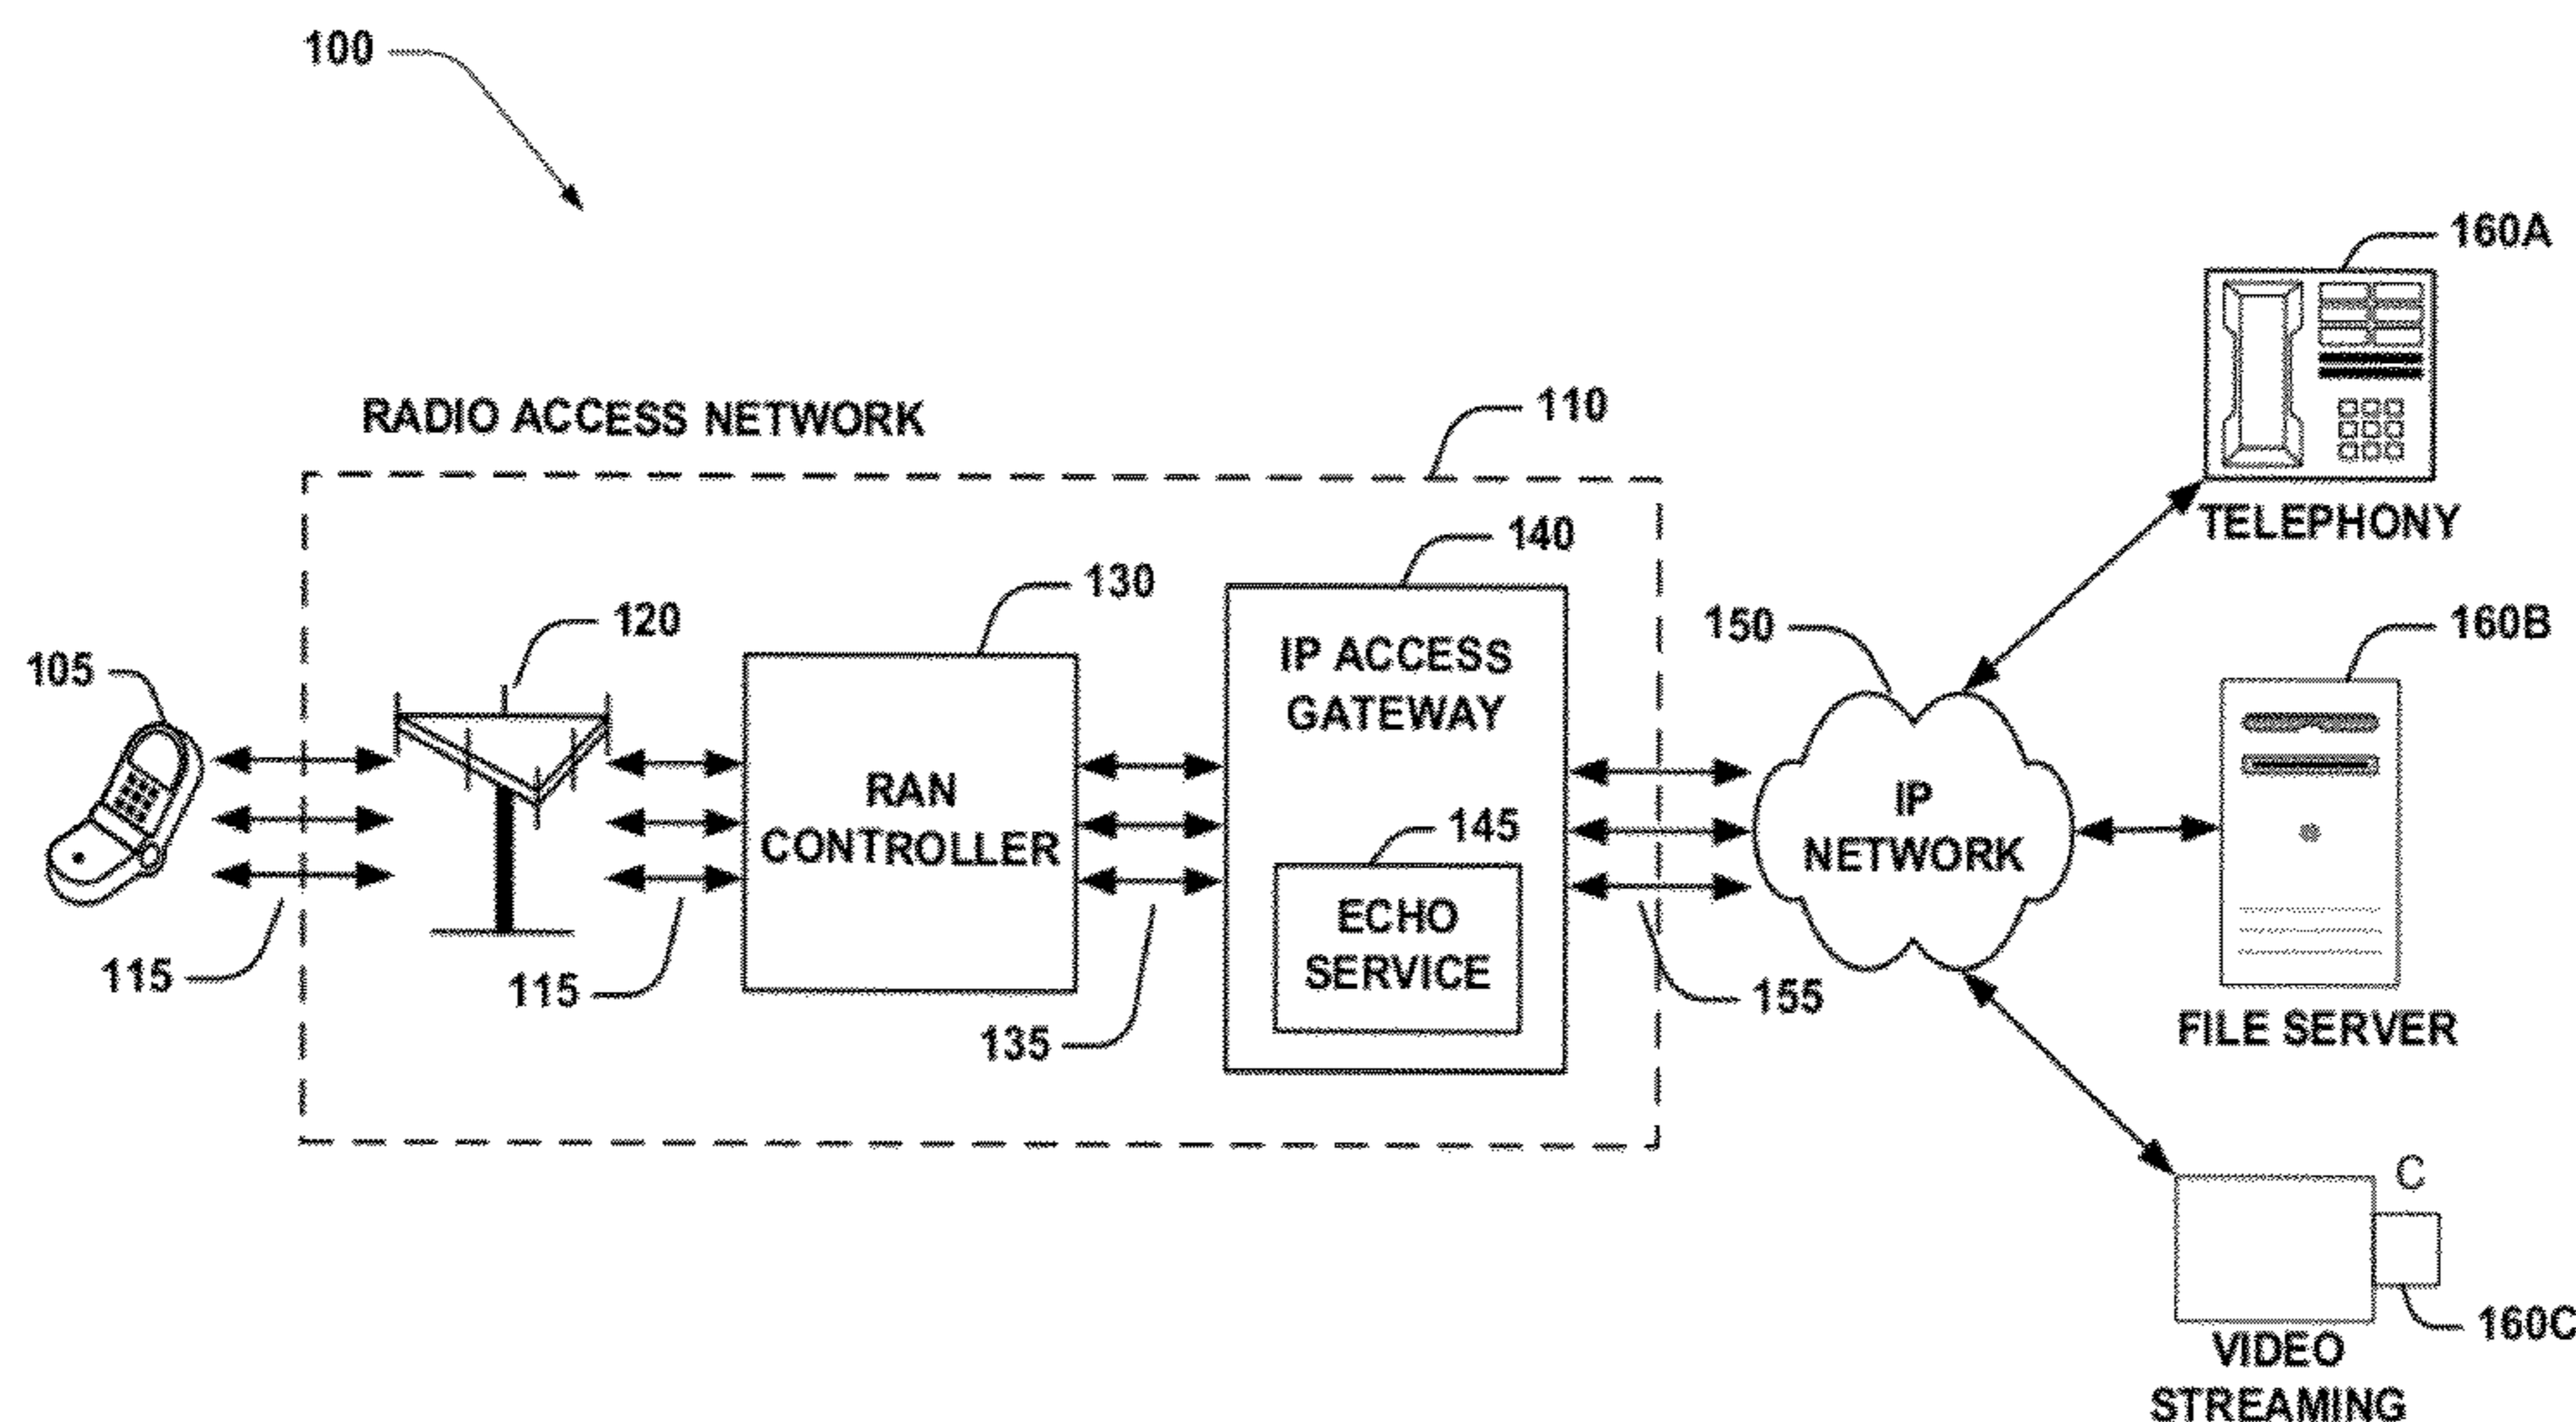 100
160A
TELEPHONY
RADIO ACCESS NETWORK
110
140
130
120
105
IP ACCESS
GATEWAY
150
160B
RAN
CONTROLLER
IP
NETWORK
145
ECHO
SERVICE
115
115
135
155
FILE SERVER
C
160C
VIDEO
STREAMING